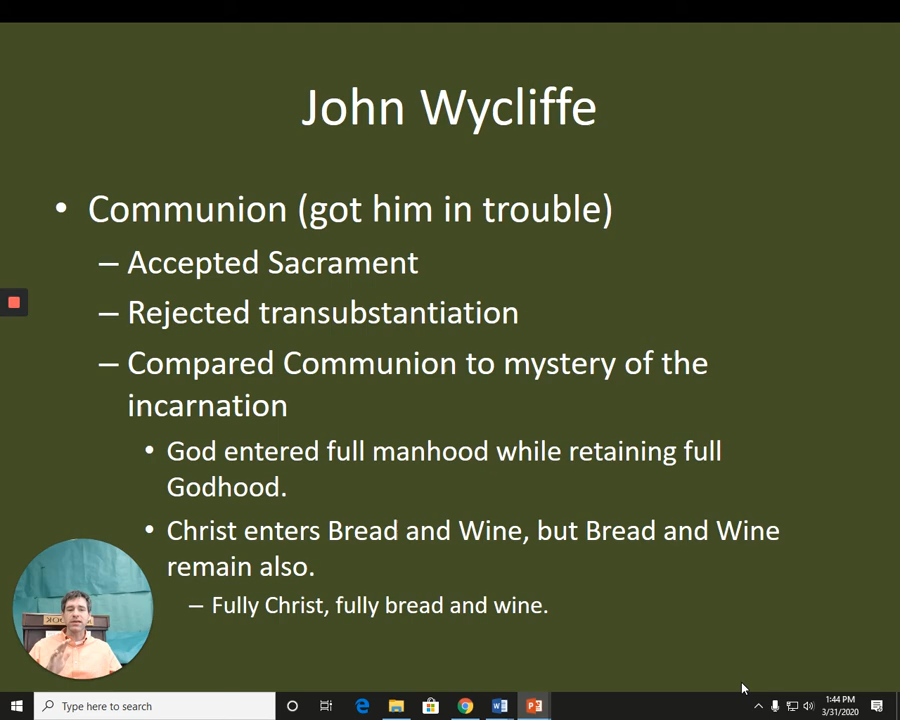 John Wycliffe
• Communion (got him in trouble)
– Accepted Sacrament
– Rejected transubstantiation
– Compared Communion to mystery of the
incarnation
• God entered full manhood while retaining full
Godhood.
• Christ enters Bread and Wine, but Bread and Wine
remain also.
– Fully Christ, fully bread and wine.
Type here to search
1:44 PM
3/31/2020